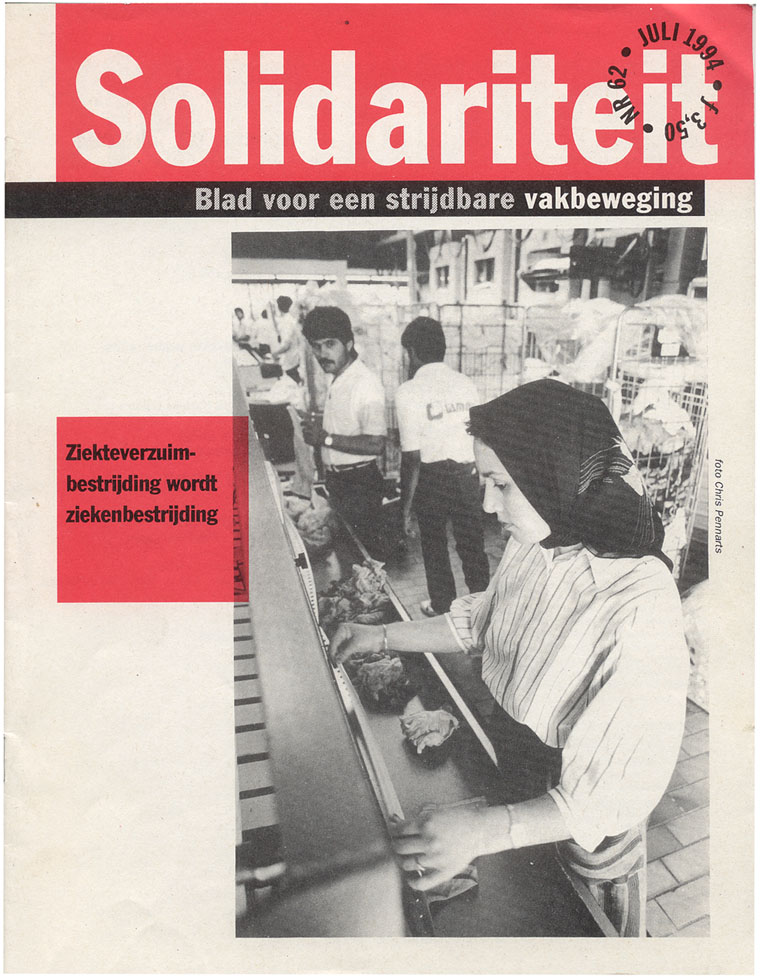 Solidariteit
NR 62 • JULI 1994 • ƒ 3,50 •
Blad voor een strijdbare vakbeweging
Ziekteverzuim-
bestrijding wordt
ziekenbestrijding
foto Chris Pennarts